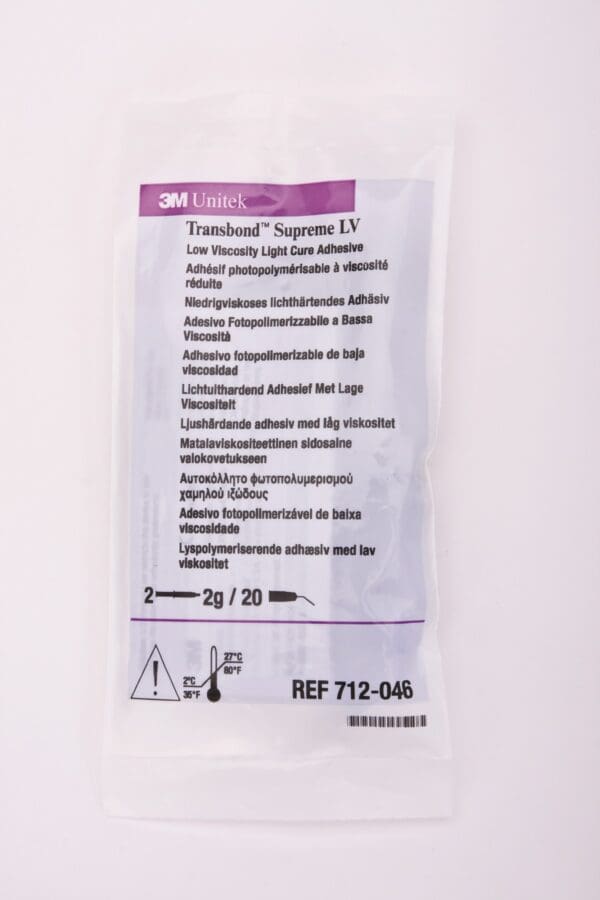 3M Unitek
Transbond™ Supreme LV
Low Viscosity Light Cure Adhesive
Adhésif photopolymérisable à viscosité
réduite
Niedrigviskoses lichthärtendes Adhäsiv
Adesivo Fotopolimerizzabile a Bassa
Viscosità
Adhesivo fotopolimerizable de baja
viscosidad
Lichtuithardend Adhesief Met Lage
Viscositeit
Ljushärdande adhesiv med låg viskositet
Matalaviskositeettinen sidosaine
valokovetukseen
Αυτοκόλλητο φωτοπολυμερισμού
χαμηλού ιξώδους
Adesivo fotopolimerizável de baixa
viscosidade
Lyspolymeriserende adhæsiv med lav
viskositet
2 2g / 20
!
27°C
80°F
2°C
35°F
REF 712-046